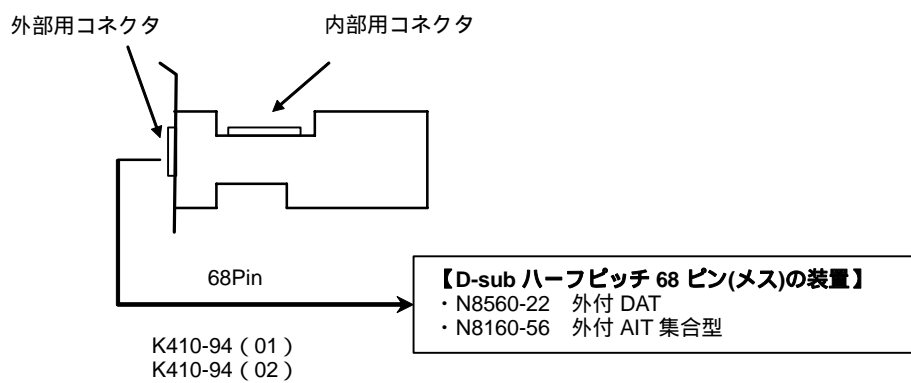 外部用コネクタ
内部用コネクタ
68Pin
【D-sub ハーフピッチ 68 ピン(メス)の装置】
・N8560-22 外付 DAT
・N8160-56 外付 AIT 集合型
K410-94（01）
K410-94（02）